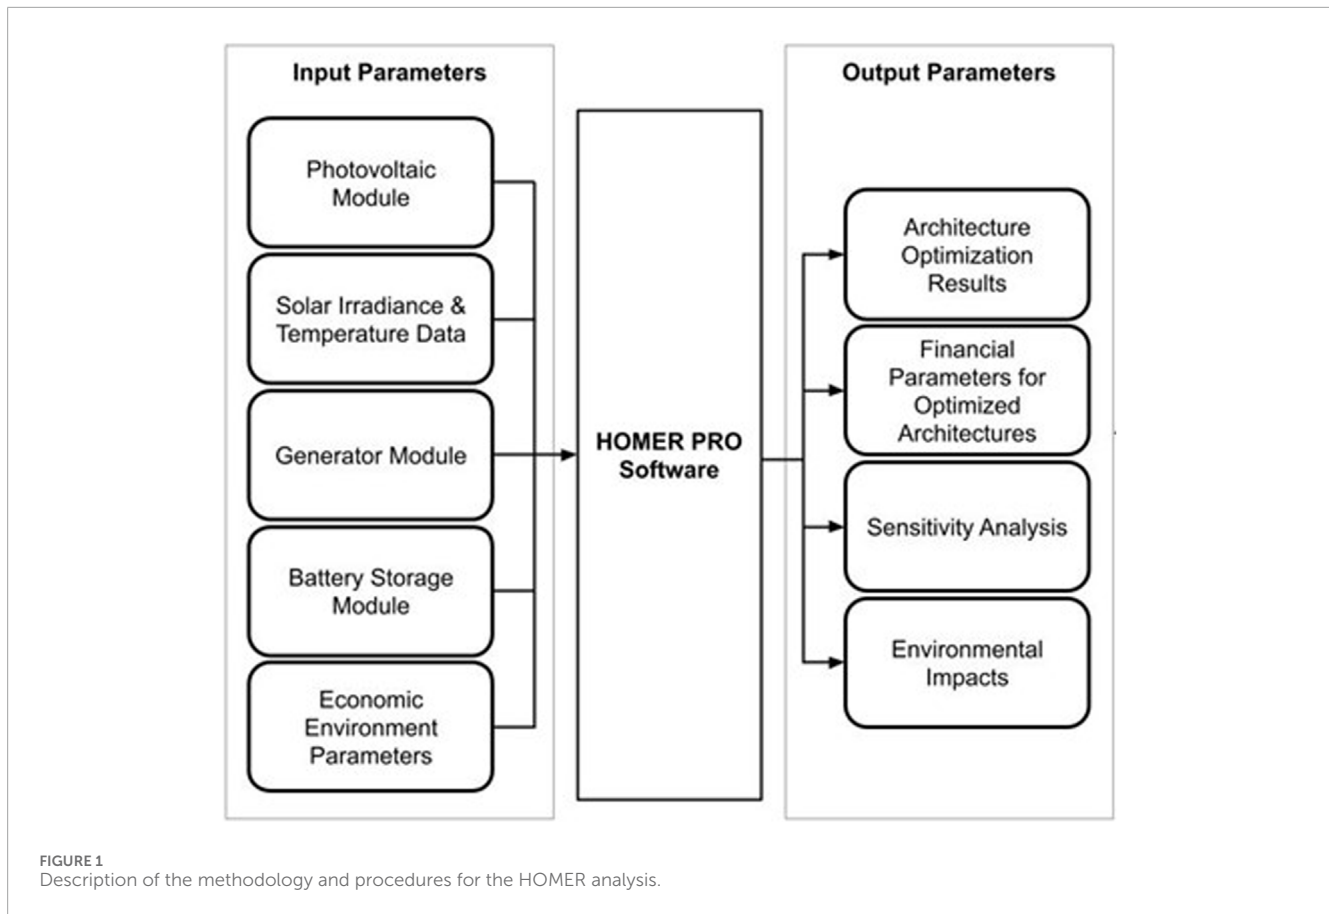 Input Parameters
Photovoltaic
Module
Solar Irradiance &
Temperature Data
Generator Module
Battery Storage
Module
Economic
Environment
Parameters
HOMER PRO
Software
Output Parameters
Architecture
Optimization
Results
Financial
Parameters for
Optimized
Architectures
Sensitivity Analysis
Environmental
Impacts
FIGURE 1
Description of the methodology and procedures for the HOMER analysis.